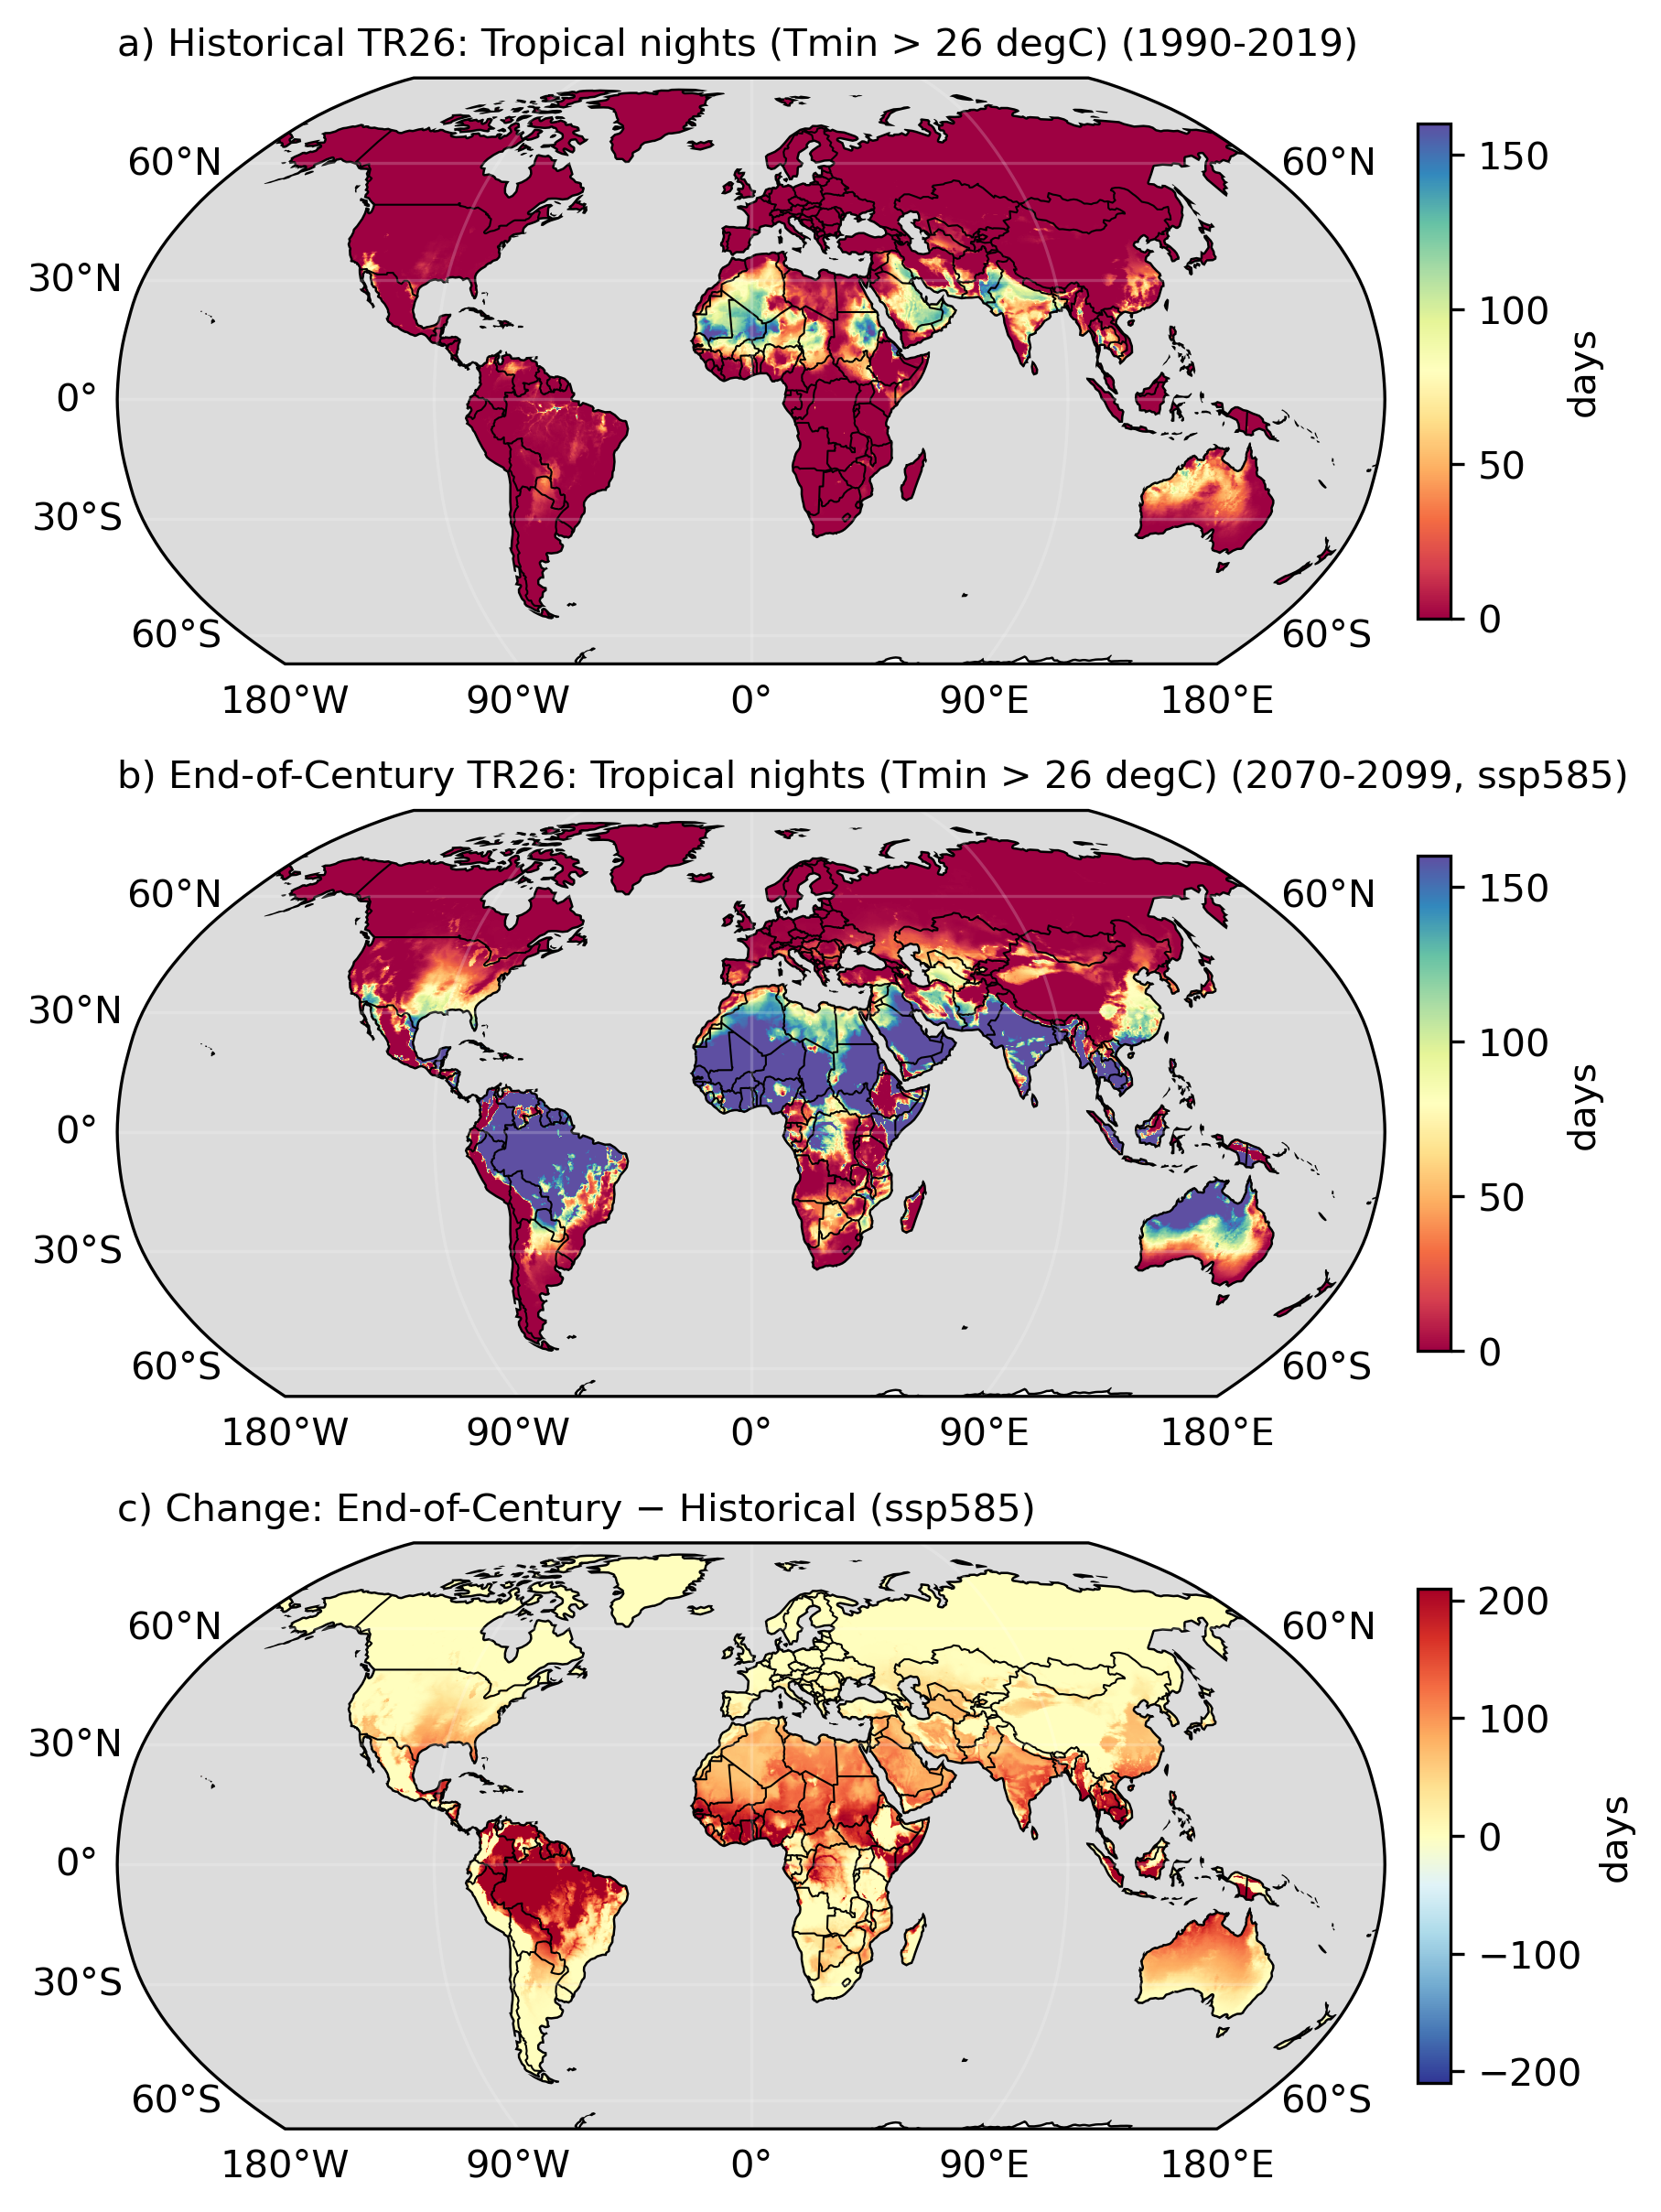 a) Historical TR26: Tropical nights (Tmin > 26 degC) (1990-2019)
60°N 60°N
30°N
0°
30°S
60°S 60°S
180°W 90°W 0° 90°E 180°E
150
100
50
0
days
b) End-of-Century TR26: Tropical nights (Tmin > 26 degC) (2070-2099, ssp585)
60°N 60°N
30°N
0°
30°S
60°S 60°S
180°W 90°W 0° 90°E 180°E
150
100
50
0
days
c) Change: End-of-Century − Historical (ssp585)
60°N 60°N
30°N
0°
30°S
60°S 60°S
180°W 90°W 0° 90°E 180°E
200
100
0
−100
−200
days